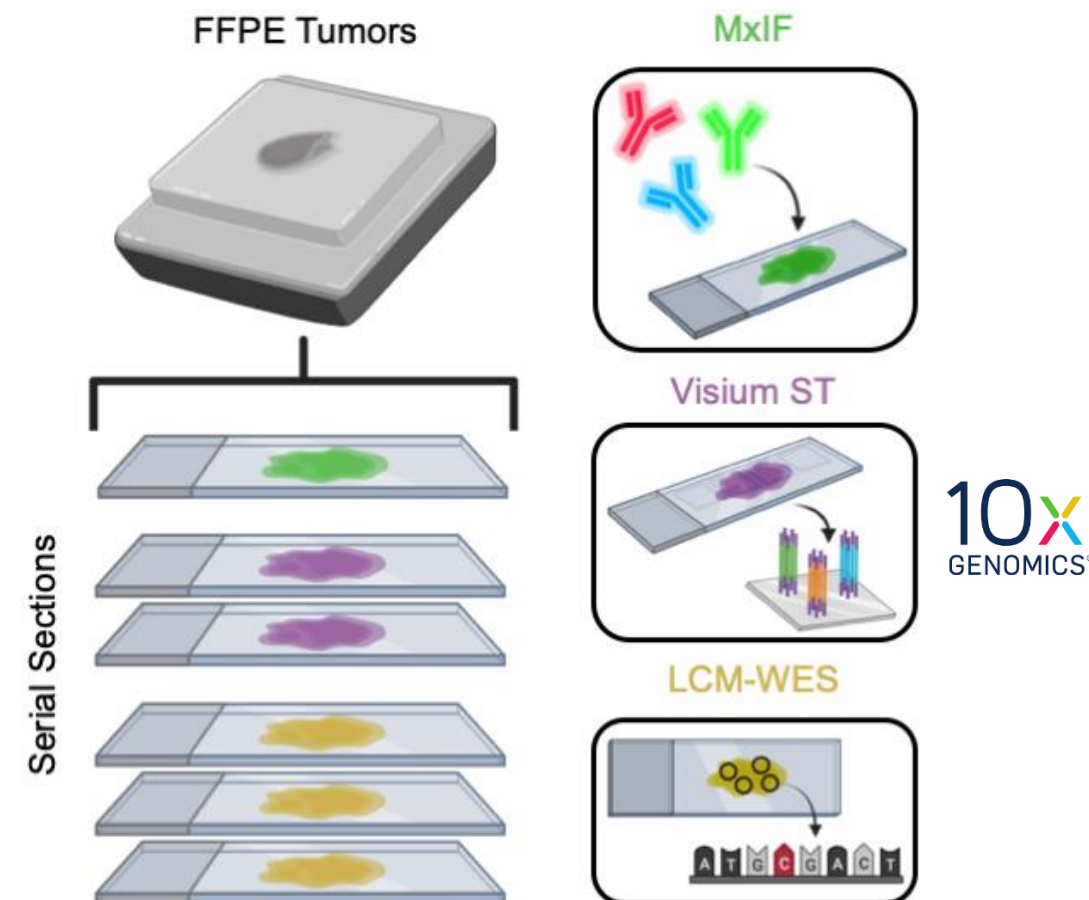 FFPE Tumors
Serial Sections
MxIF
Visium ST
10x
GENOMICS
LCM-WES
A T G C G A C T